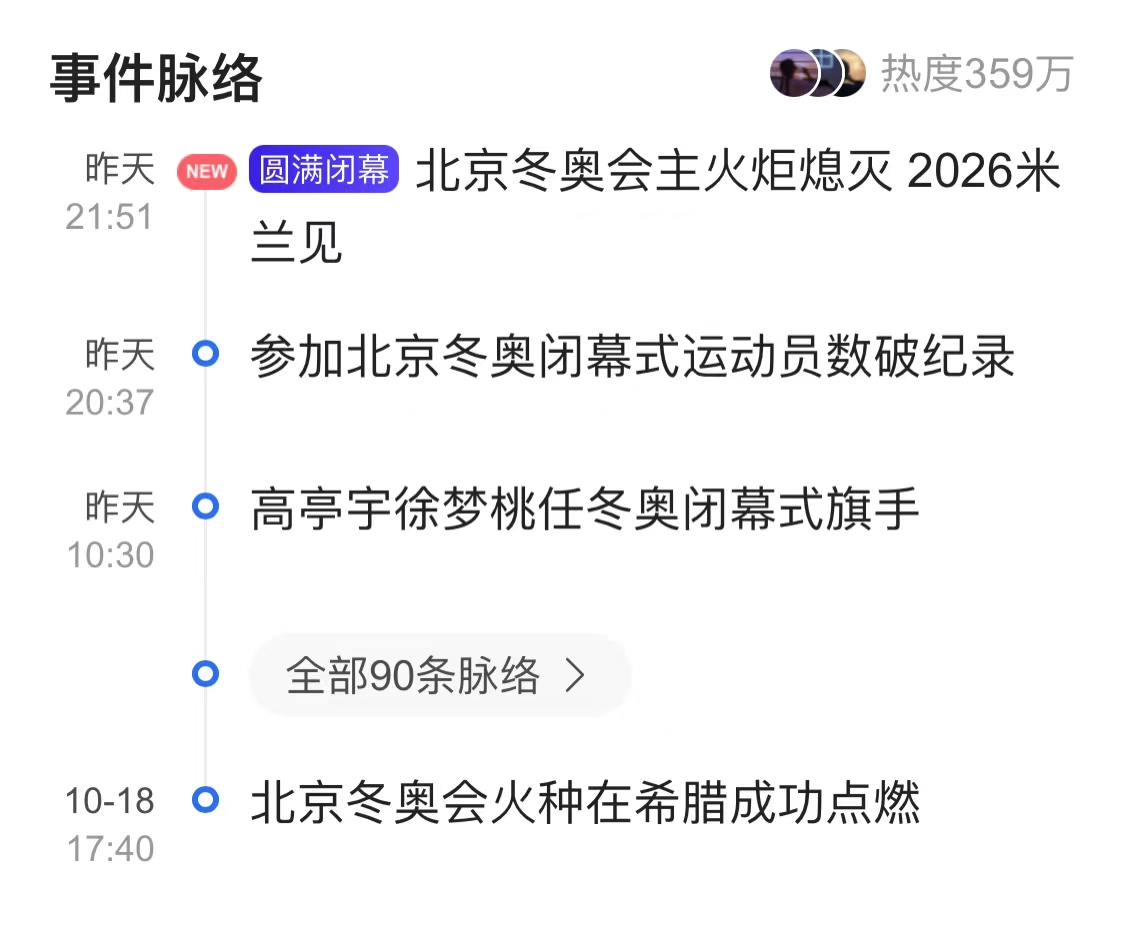 事件脉络
热度359万
昨天
21:51
NEW
圆满闭幕 北京冬奥会主火炬熄灭 2026米
兰见
昨天
20:37
参加北京冬奥闭幕式运动员数破纪录
昨天
10:30
高亭宇徐梦桃任冬奥闭幕式旗手
全部90条脉络 >
10-18
17:40
北京冬奥会火种在希腊成功点燃